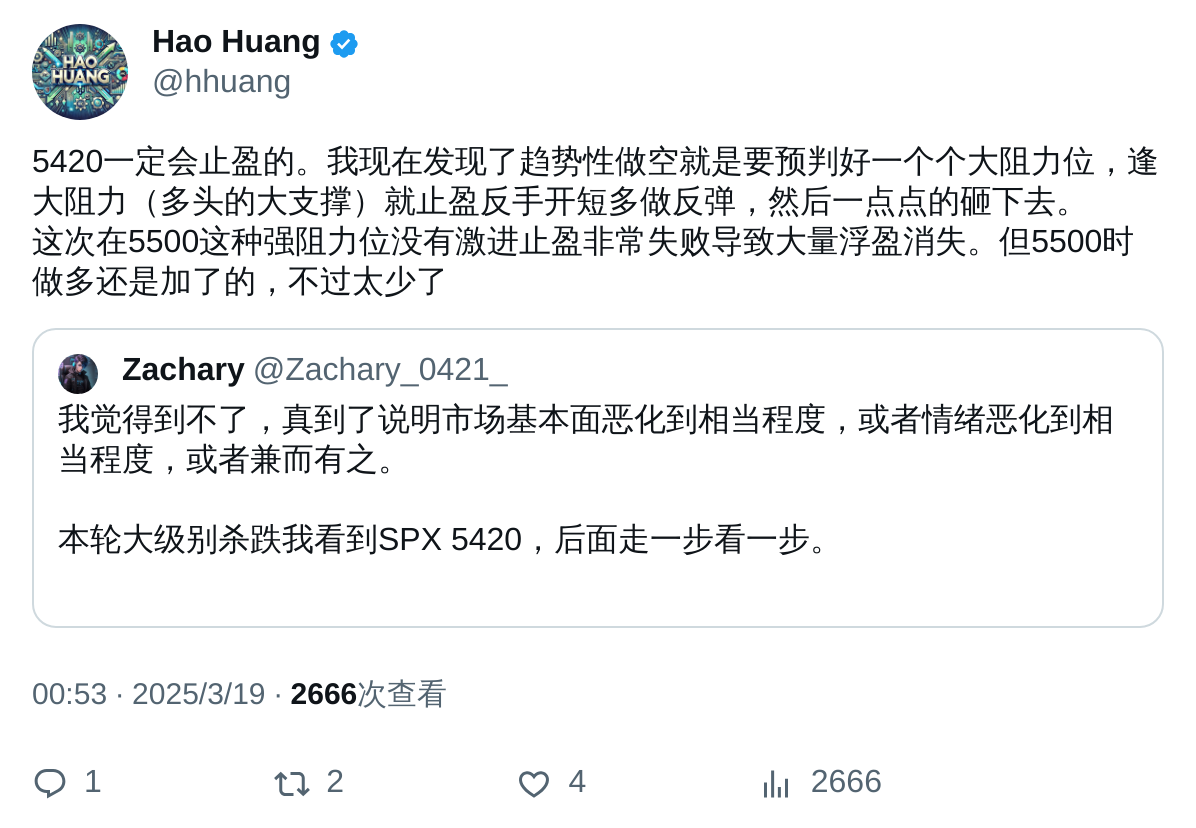 HAO
HUANG
Hao Huang
@hhuang
5420一定会止盈的。我现在发现了趋势性做空就是要预判好一个个大阻力位，逢
大阻力（多头的大支撑）就止盈反手开短多做反弹，然后一点点的砸下去。
这次在5500这种强阻力位没有激进止盈非常失败导致大量浮盈消失。但5500时
做多还是加了的，不过太少了
Zachary @Zachary_0421_
我觉得到不了，真到了说明市场基本面恶化到相当程度，或者情绪恶化到相
当程度，或者兼而有之。
本轮大级别杀跌我看到SPX 5420，后面走一步看一步。
00:53 · 2025/3/19 · 2666次查看
1 2 4 2666